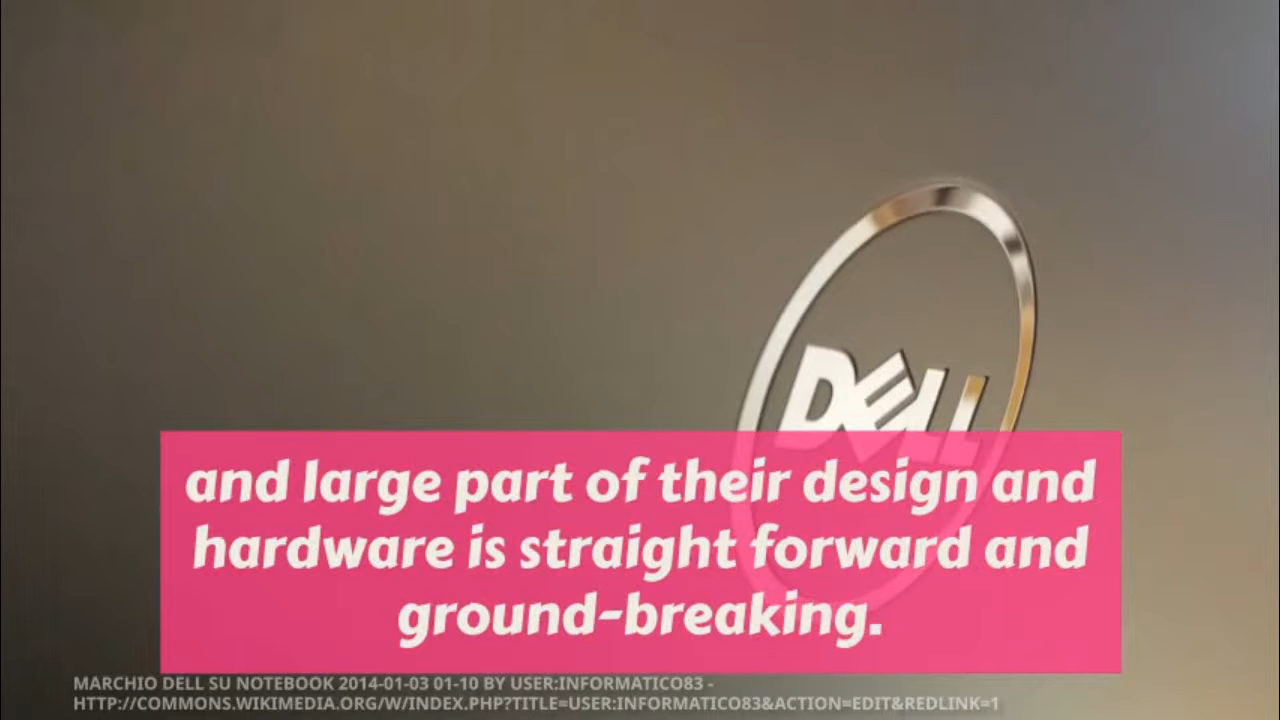 DELL
and large part of their design and
hardware is straight forward and
ground-breaking.
MARCHIO DELL SU NOTEBOOK 2014-01-03 01-10 BY USER:INFORMATICO83 -
HTTP://COMMONS.WIKIMEDIA.ORG/W/INDEX.PHP?TITLE=USER:INFORMATICO83&ACTION=EDIT&REDLINK=1